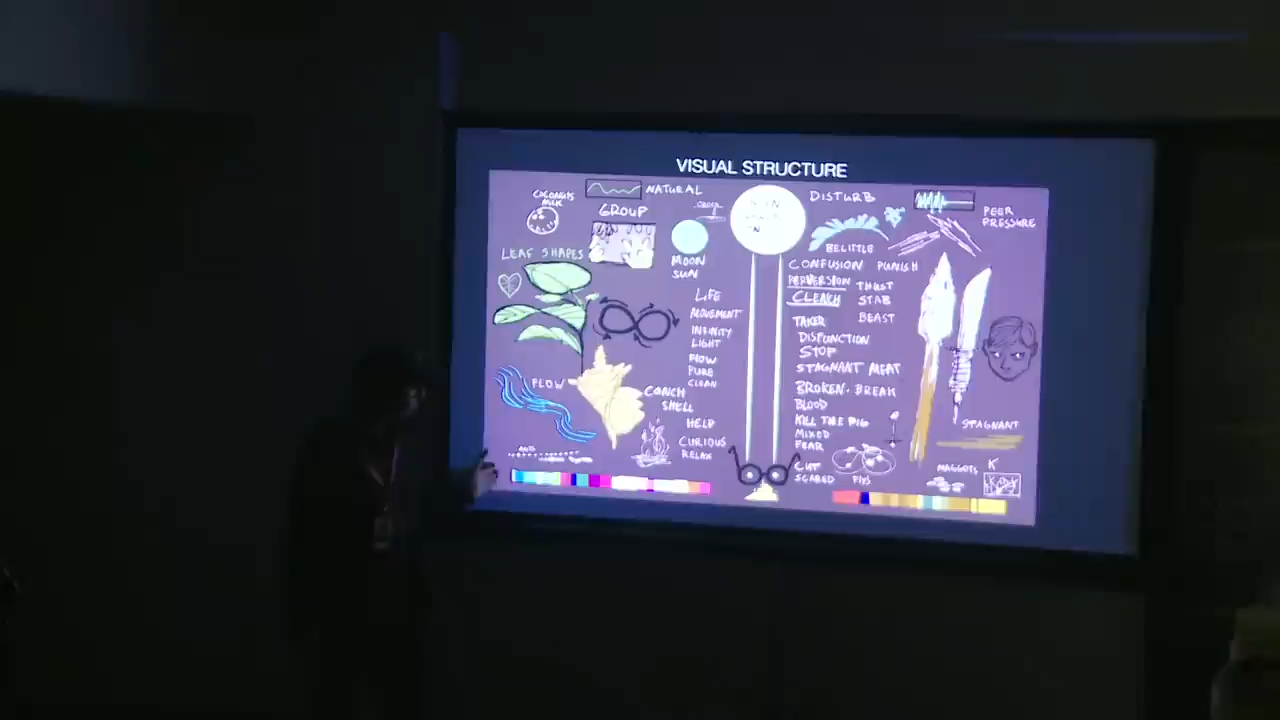 VISUAL STRUCTURE
COCONUTS
MILK
NATURAL
GROUP
LEAF SHAPES
MOON
SUN
LIFE
MOVEMENT
INFINITY
LIGHT
FLOW
PURE
CLEAN
FLOW
CONCH
SHELL
HELP
CURIOUS
RELAX
DISTURB
PEER
PRESSURE
BELITTLE
CONFUSION PUNISH
PERVERSION THRUST
CLENCH STAB
TAKER BEAST
DISFUNCTION
STOP
STAGNANT MEAT
BROKEN. BREAK
BLOOD
KILL THE PIG
MIXED
FEAR
CUT
SCARED FLYS
STAGNANT
MAGGOTS K